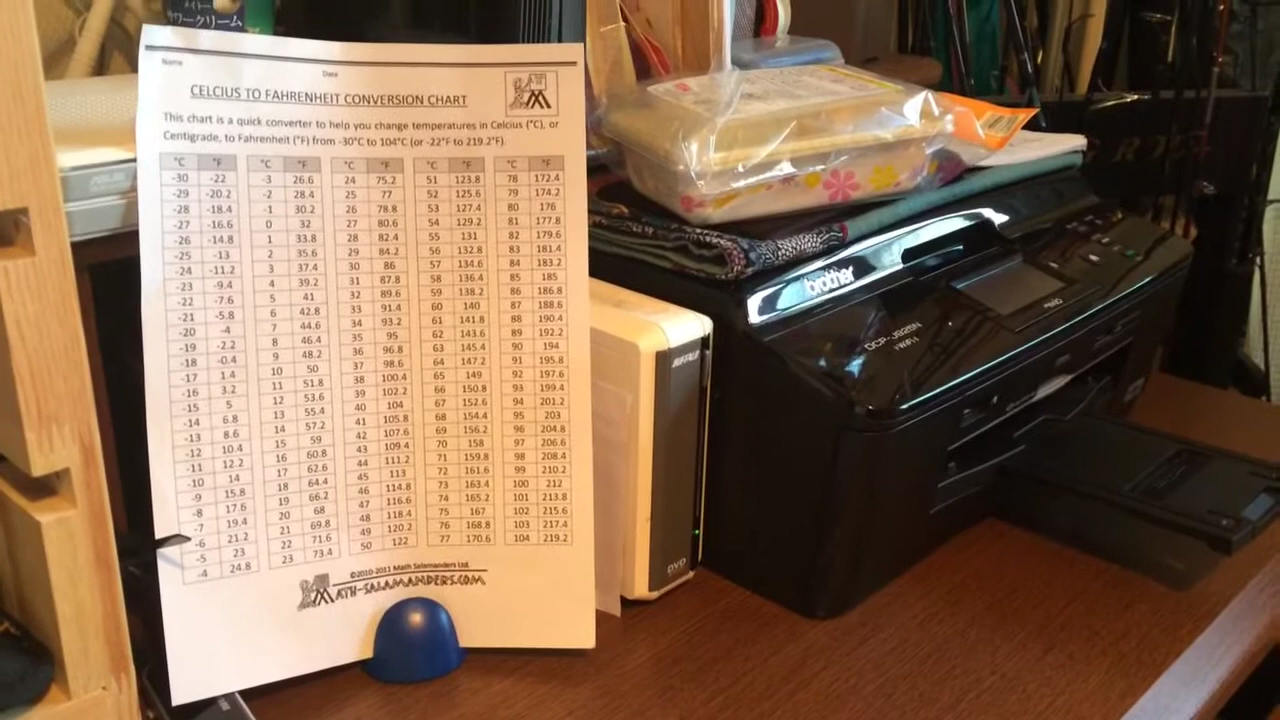 メイトー
パワークリーム
Name
Date
CELCIUS TO FAHRENHEIT CONVERSION CHART
This chart is a quick converter to help you change temperatures in Celcius (°C), or
Centigrade, to Fahrenheit (°F) from -30°C to 104°C (or -22°F to 219.2°F).
°C °F °C °F °C °F °C °F °C °F
-30 -22 -3 26.6 24 75.2 51 123.8 78 172.4
-29 -20.2 -2 28.4 25 77 52 125.6 79 174.2
-28 -18.4 -1 30.2 26 78.8 53 127.4 80 176
-27 -16.6 0 32 27 80.6 54 129.2 81 177.8
-26 -14.8 1 33.8 28 82.4 55 131 82 179.6
-25 -13 2 35.6 29 84.2 56 132.8 83 181.4
-24 -11.2 3 37.4 30 86 57 134.6 84 183.2
-23 -9.4 4 39.2 31 87.8 58 136.4 85 185
-22 -7.6 5 41 32 89.6 59 138.2 86 186.8
-21 -5.8 6 42.8 33 91.4 60 140 87 188.6
-20 -4 7 44.6 34 93.2 61 141.8 88 190.4
-19 -2.2 8 46.4 35 95 62 143.6 89 192.2
-18 -0.4 9 48.2 36 96.8 63 145.4 90 194
-17 1.4 10 50 37 98.6 64 147.2 91 195.8
-16 3.2 11 51.8 38 100.4 65 149 92 197.6
-15 5 12 53.6 39 102.2 66 150.8 93 199.4
-14 6.8 13 55.4 40 104 67 152.6 94 201.2
-13 8.6 14 57.2 41 105.8 68 154.4 95 203
-12 10.4 15 59 42 107.6 69 156.2 96 204.8
-11 12.2 16 60.8 43 109.4 70 158 97 206.6
-10 14 17 62.6 44 111.2 71 159.8 98 208.4
-9 15.8 18 64.4 45 113 72 161.6 99 210.2
-8 17.6 19 66.2 46 114.8 73 163.4 100 212
-7 19.4 20 68 47 116.6 74 165.2 101 213.8
-6 21.2 21 69.8 48 118.4 75 167 102 215.6
-5 23 22 71.6 49 120.2 76 168.8 103 217.4
-4 24.8 23 73.4 50 122 77 170.6 104 219.2
©2010-2011 Math Salamanders Ltd.
MATH-SALAMANDERS.COM
brother
DCP-J925N
WiFi
BUFFALO
DVD